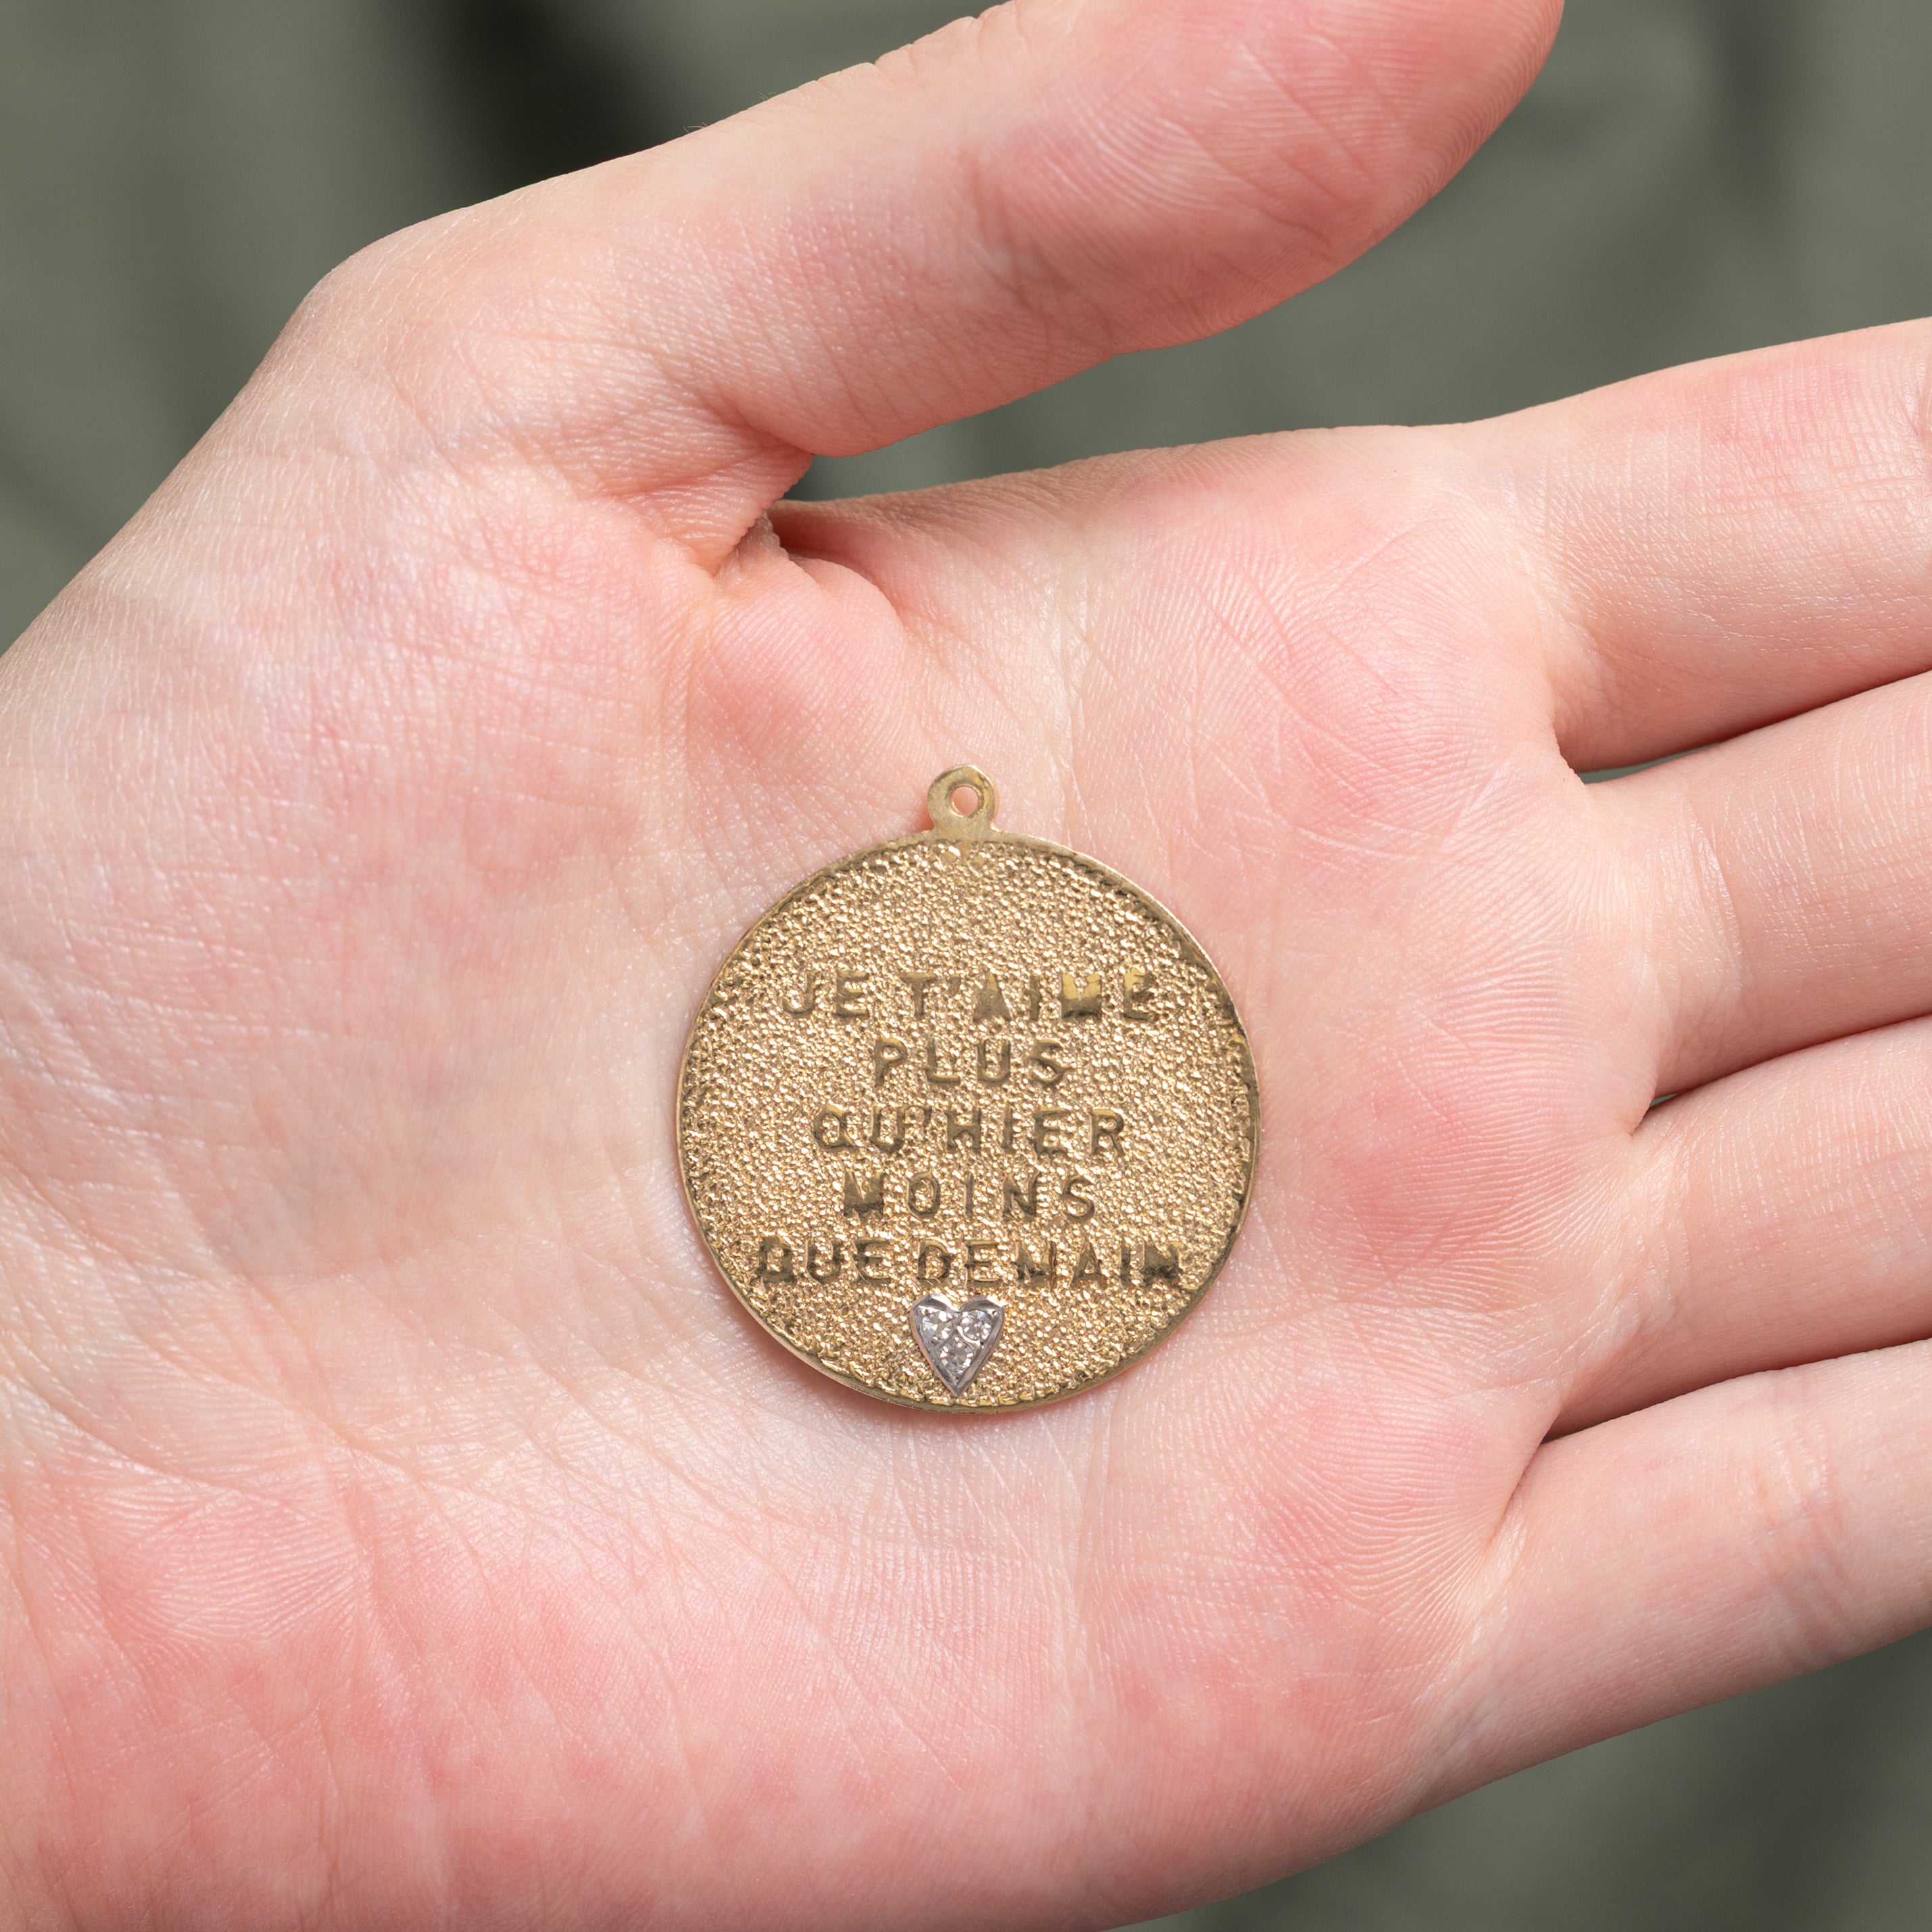 JE T'AIME
PLUS
QU'HIER
MOINS
QUE DEMAIN